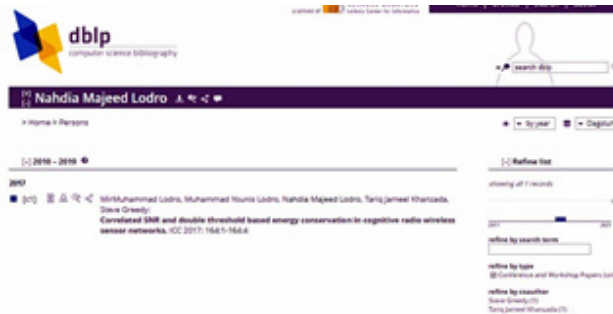 dblp
computer science bibliography
search dblp
[+][-] Nahdia Majeed Lodro
> Home > Persons
by year
[-] 2010 – 2019
[-] Refine list
2017
showing all 1 records
[c1]
MirMuhammad Lodro, Muhammad Younis Lodro, Nahdia Majeed Lodro, Tariq Jameel Khanzada,
Steve Greedy:
Correlated SNR and double threshold based energy conservation in cognitive radio wireless
sensor networks. ICC 2017: 164:1-164:4
refine by search term
refine by type
Conference and Workshop Papers
refine by coauthor
Steve Greedy (1)
Tariq Jameel Khanzada (1)